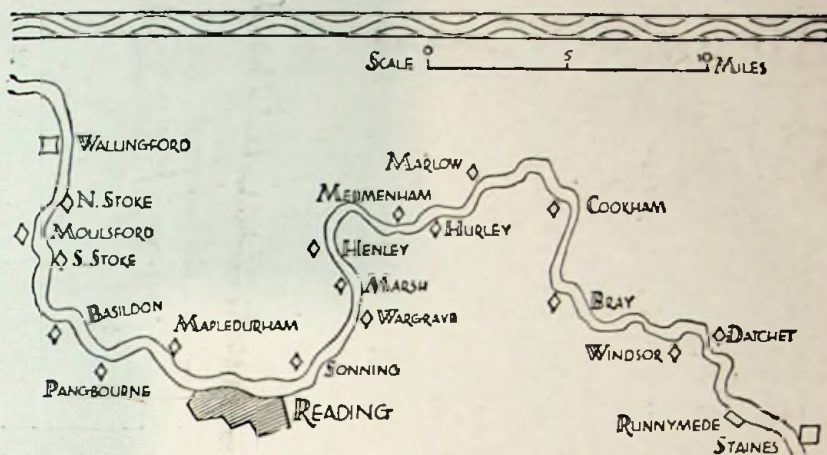 SCALE 0 5 10 MILES
WALLINGFORD
N. STOKE
MOULSFORD
S. STOKE
BASILDON
PANGBOURNE
MAPLEDURHAM
READING
SONNING
WARGRAVE
MARSH
HENLEY
MEDMENHAM
HURLEY
MARLOW
COOKHAM
BRAY
WINDSOR
DATCHET
RUNNYMEDE
STAINES